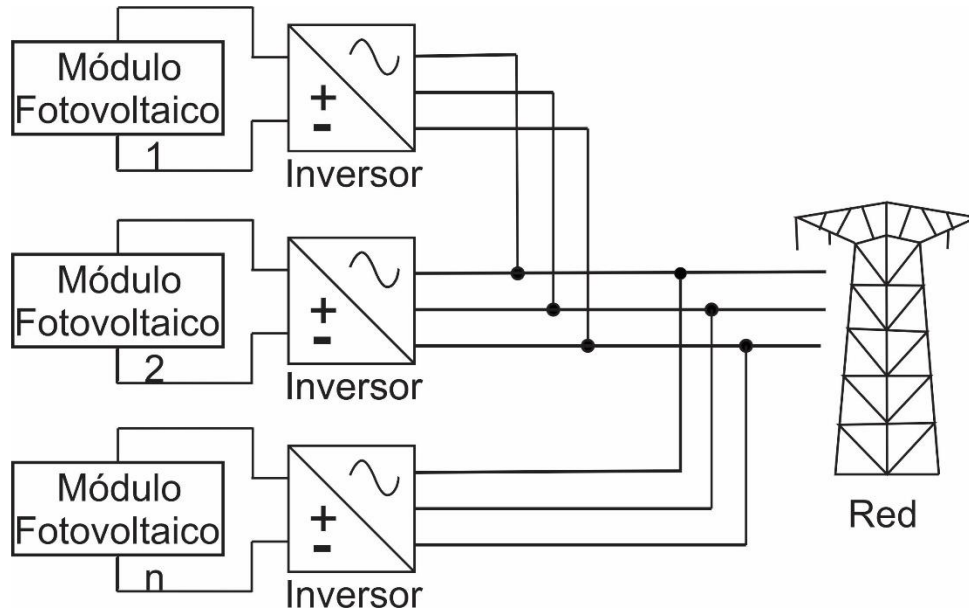 Módulo
Fotovoltaico
1
+
-
Inversor
Módulo
Fotovoltaico
2
+
-
Inversor
Módulo
Fotovoltaico
n
+
-
Inversor
Red